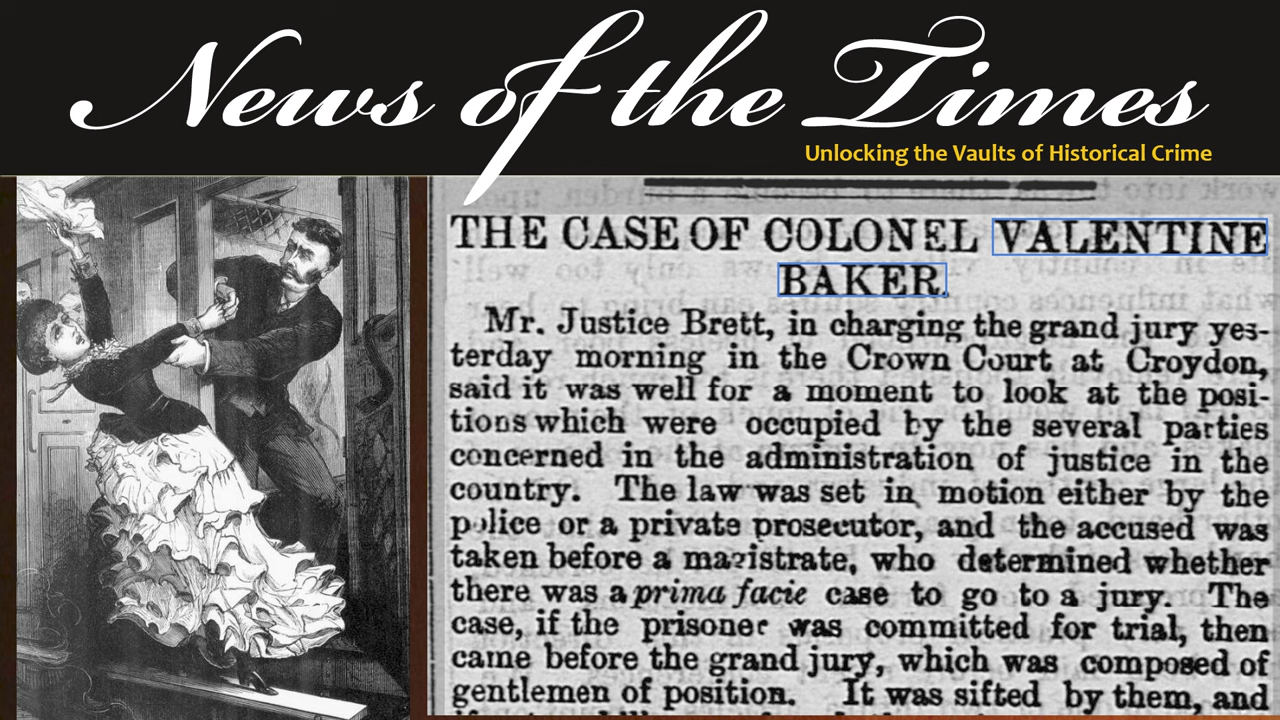 News of the Times
Unlocking the Vaults of Historical Crime
THE CASE OF COLONEL VALENTINE
BAKER.
Mr. Justice Brett, in charging the grand jury yes-
terday morning in the Crown Court at Croydon,
said it was well for a moment to look at the posi-
tions which were occupied by the several parties
concerned in the administration of justice in the
country. The law was set in motion either by the
police or a private prosecutor, and the accused was
taken before a magistrate, who determined whether
there was a prima facie case to go to a jury. The
case, if the prisoner was committed for trial, then
came before the grand jury, which was composed of
gentlemen of position. It was sifted by them, and